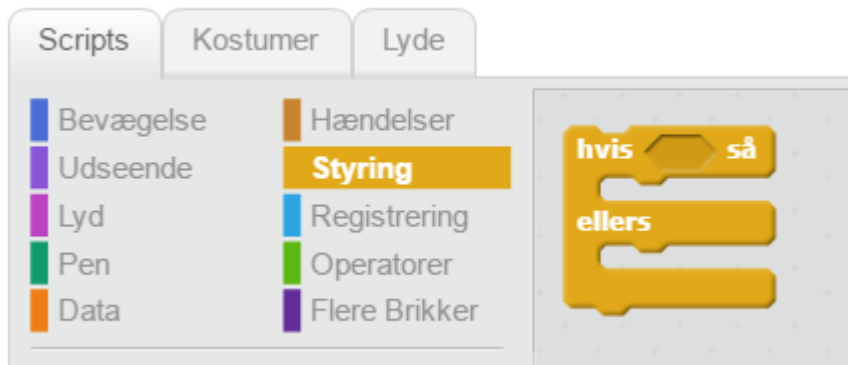 Scripts Kostumer Lyde
Bevægelse Hændelser
Udseende Styring
Lyd Registrering
Pen Operatorer
Data Flere Brikker
hvis så
ellers